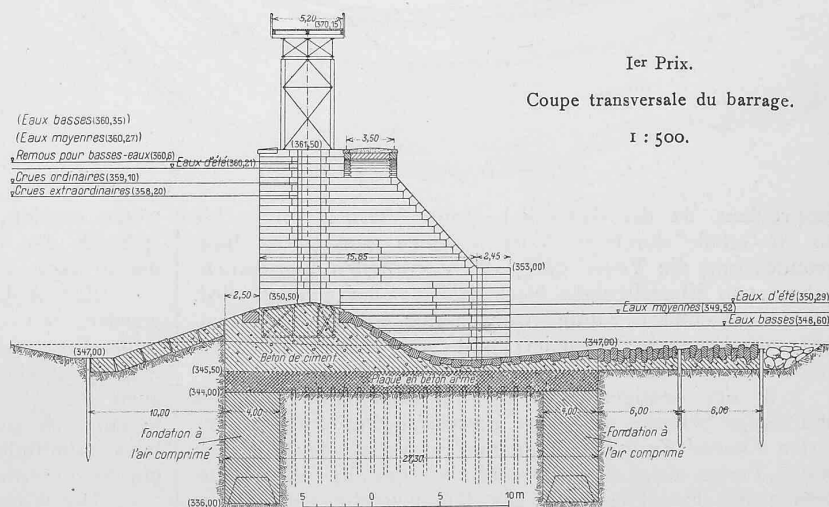 5,20
(370,15)
Ier Prix.
Coupe transversale du barrage.
1 : 500.
(Eaux basses(360,35)
(Eaux moyennes(360,27)
Remous pour basses-eaux(360,6)
Eaux d'été(360,21)
Crues ordinaires(359,10)
Crues extraordinaires(358,20)
(361,50)
3,50
15,85
2,45
(353,00)
2,50
(350,50)
Eaux d'été(350,29)
Eaux moyennes(349,52)
Eaux basses(348,60)
(347,00)
(347,00)
Béton de ciment
(345,50)
Plaque en béton armé
(344,00)
10,00
4,00
4,00
6,00
6,00
Fondation à
l'air comprimé
27,30
Fondation à
l'air comprimé
(336,00)
5 0 5 10 m